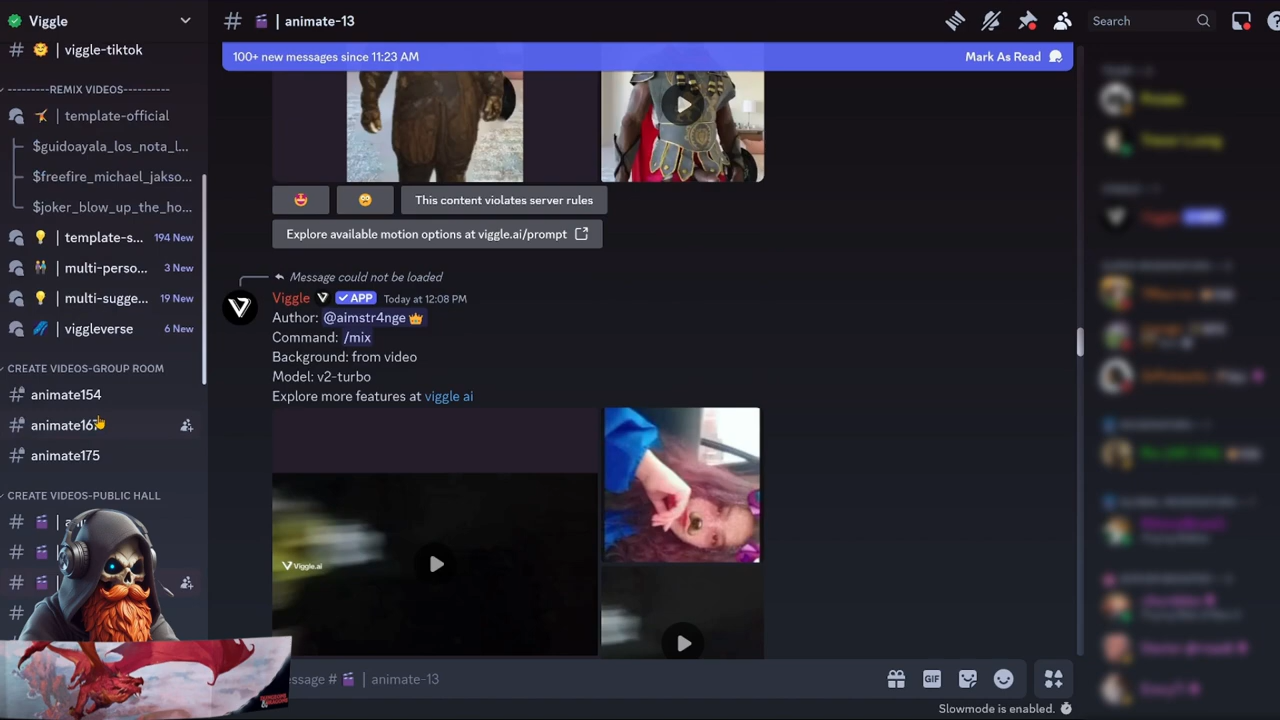 Viggle
# | animate-13
Search
# | viggle-tiktok
100+ new messages since 11:23 AM
Mark As Read
---------REMIX VIDEOS---------
| template-official
$guidoayala_los_nota_l...
$freefire_michael_jakso...
$joker_blow_up_the_ho...
| template-s... 194 New
| multi-perso... 3 New
| multi-sugge... 19 New
| viggleverse 6 New
CREATE VIDEOS-GROUP ROOM
animate154
animate16
animate175
CREATE VIDEOS-PUBLIC HALL
This content violates server rules
Explore available motion options at viggle.ai/prompt
Message could not be loaded
Viggle APP Today at 12:08 PM
Author: @aimstr4nge
Command: /mix
Background: from video
Model: v2-turbo
Explore more features at viggle ai
Viggle.ai
essage # | animate-13
GIF
Slowmode is enabled.